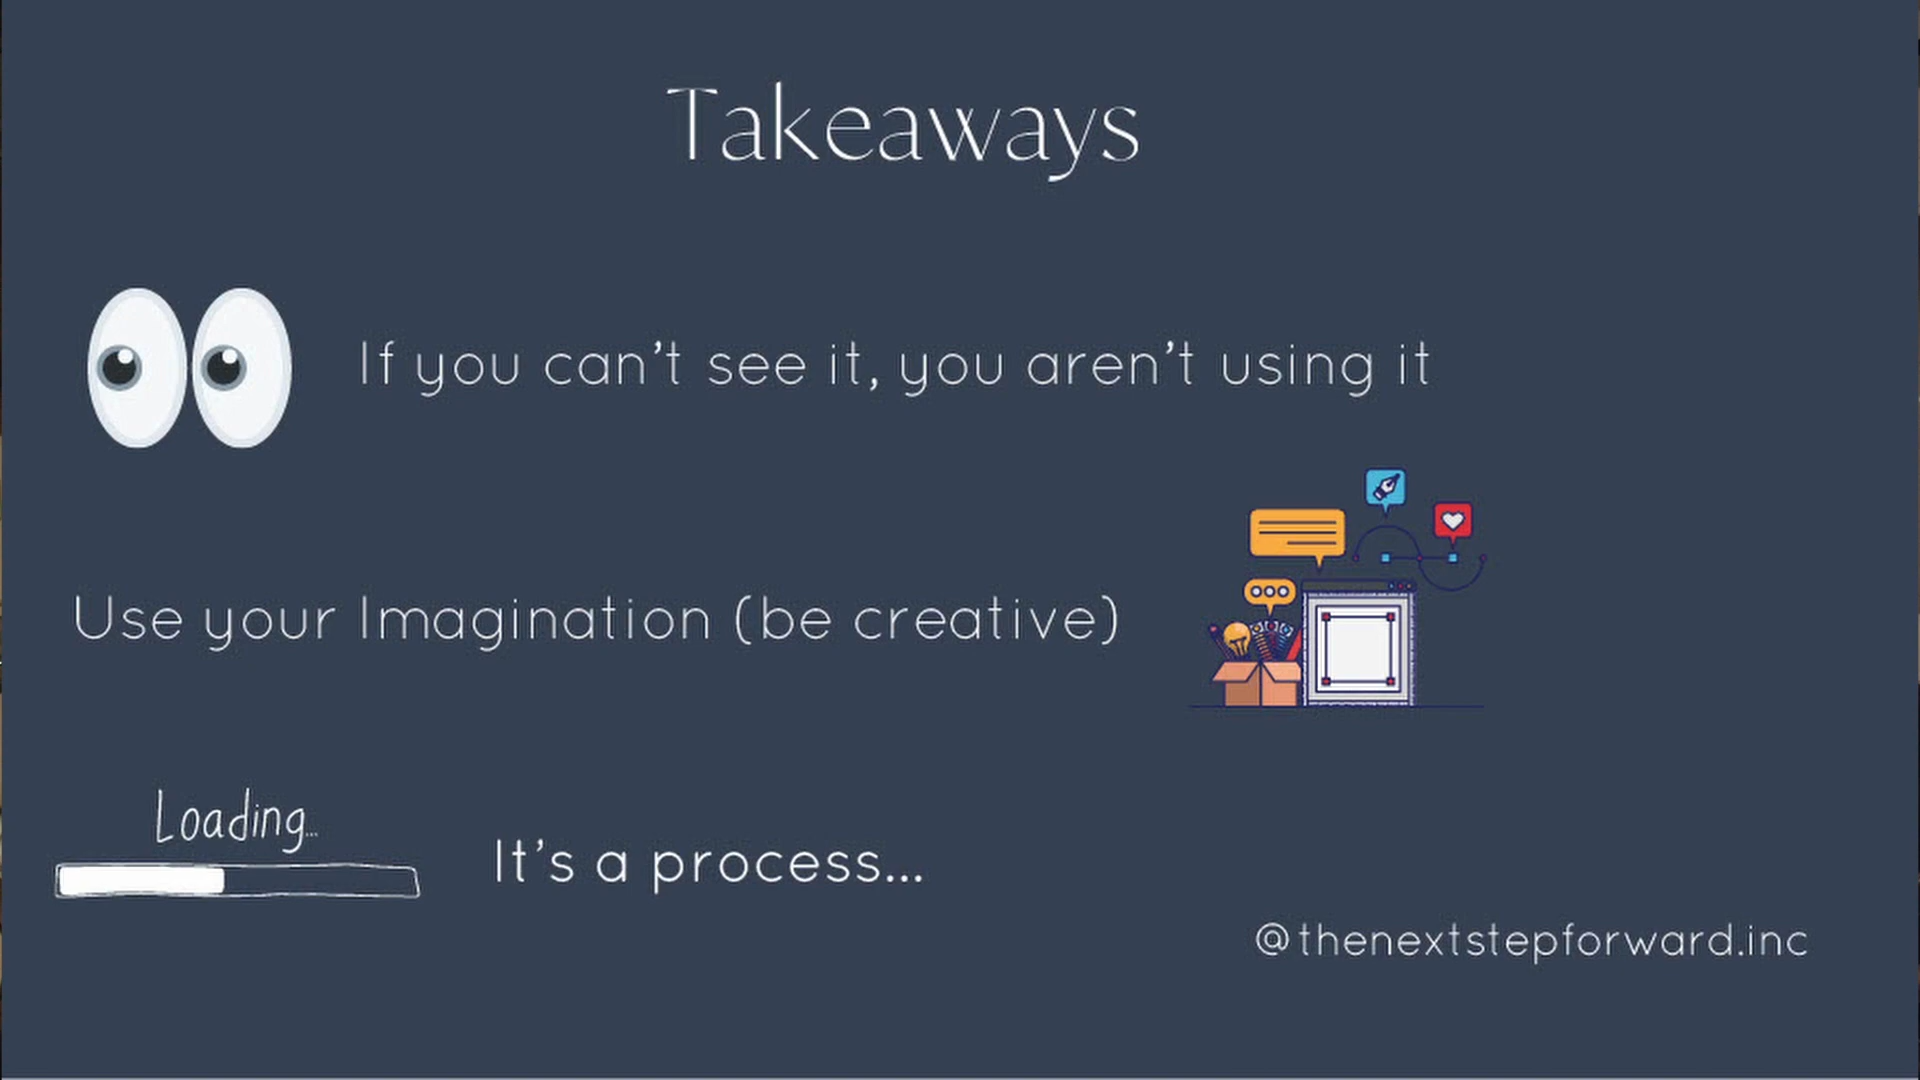 Takeaways
If you can’t see it, you aren’t using it
Use your Imagination (be creative)
Loading...
It’s a process...
@thenextstepforward.inc